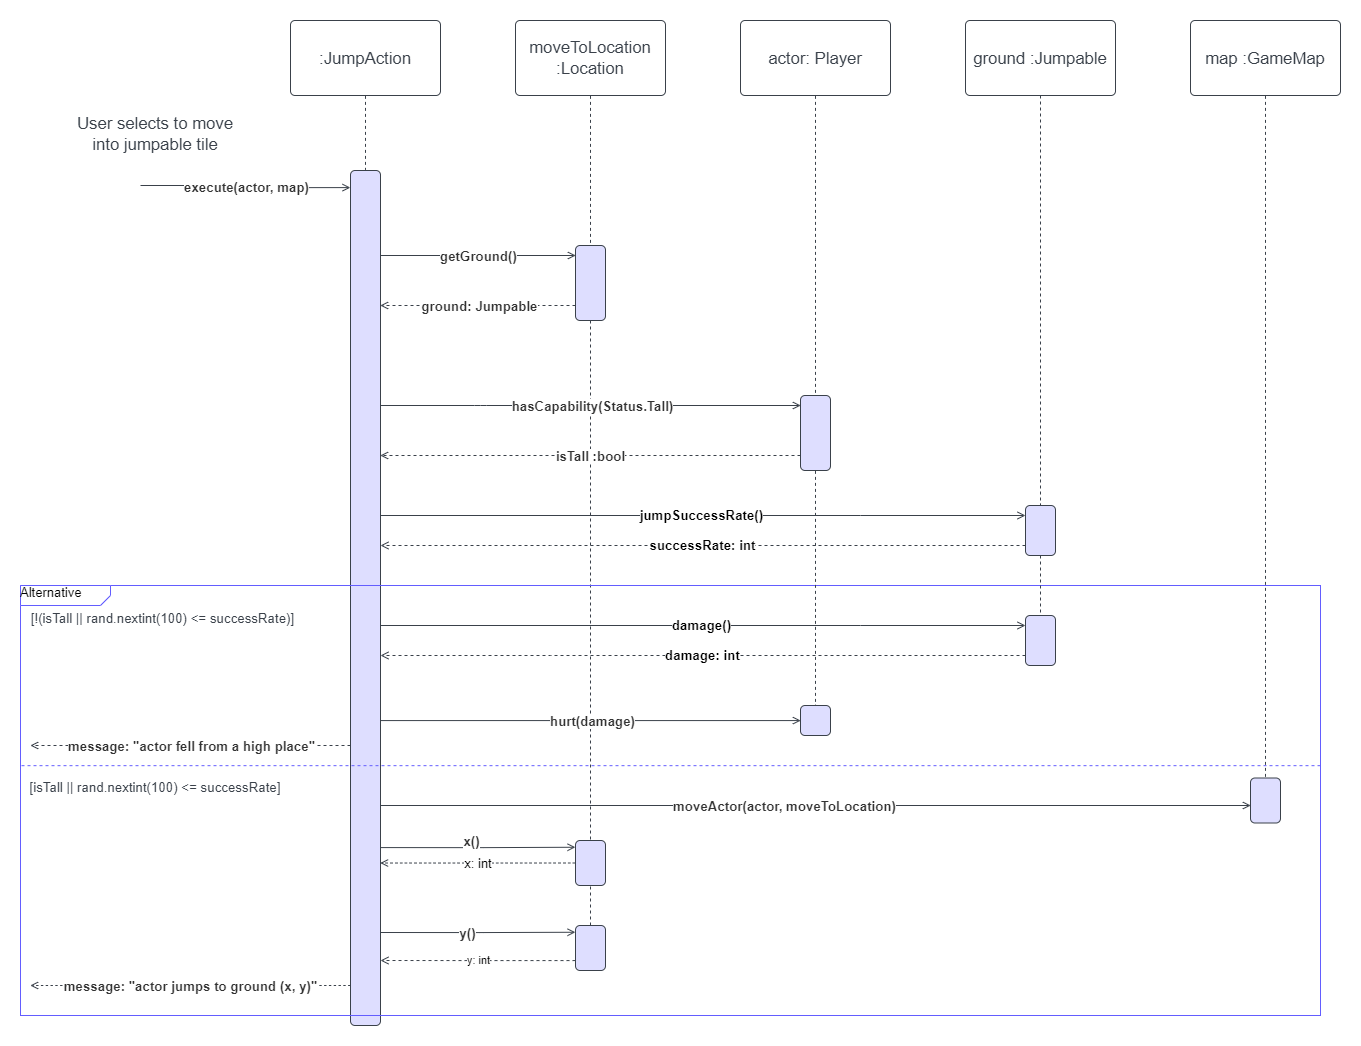 :JumpAction
moveToLocation
:Location
actor: Player
ground :Jumpable
map :GameMap
User selects to move
into jumpable tile
execute(actor, map)
getGround()
ground: Jumpable
hasCapability(Status.Tall)
isTall :bool
jumpSuccessRate()
successRate: int
Alternative
[!(isTall || rand.nextint(100) <= successRate)]
damage()
damage: int
hurt(damage)
message: "actor fell from a high place"
[isTall || rand.nextint(100) <= successRate]
moveActor(actor, moveToLocation)
x()
x: int
y()
y: int
message: "actor jumps to ground (x, y)"